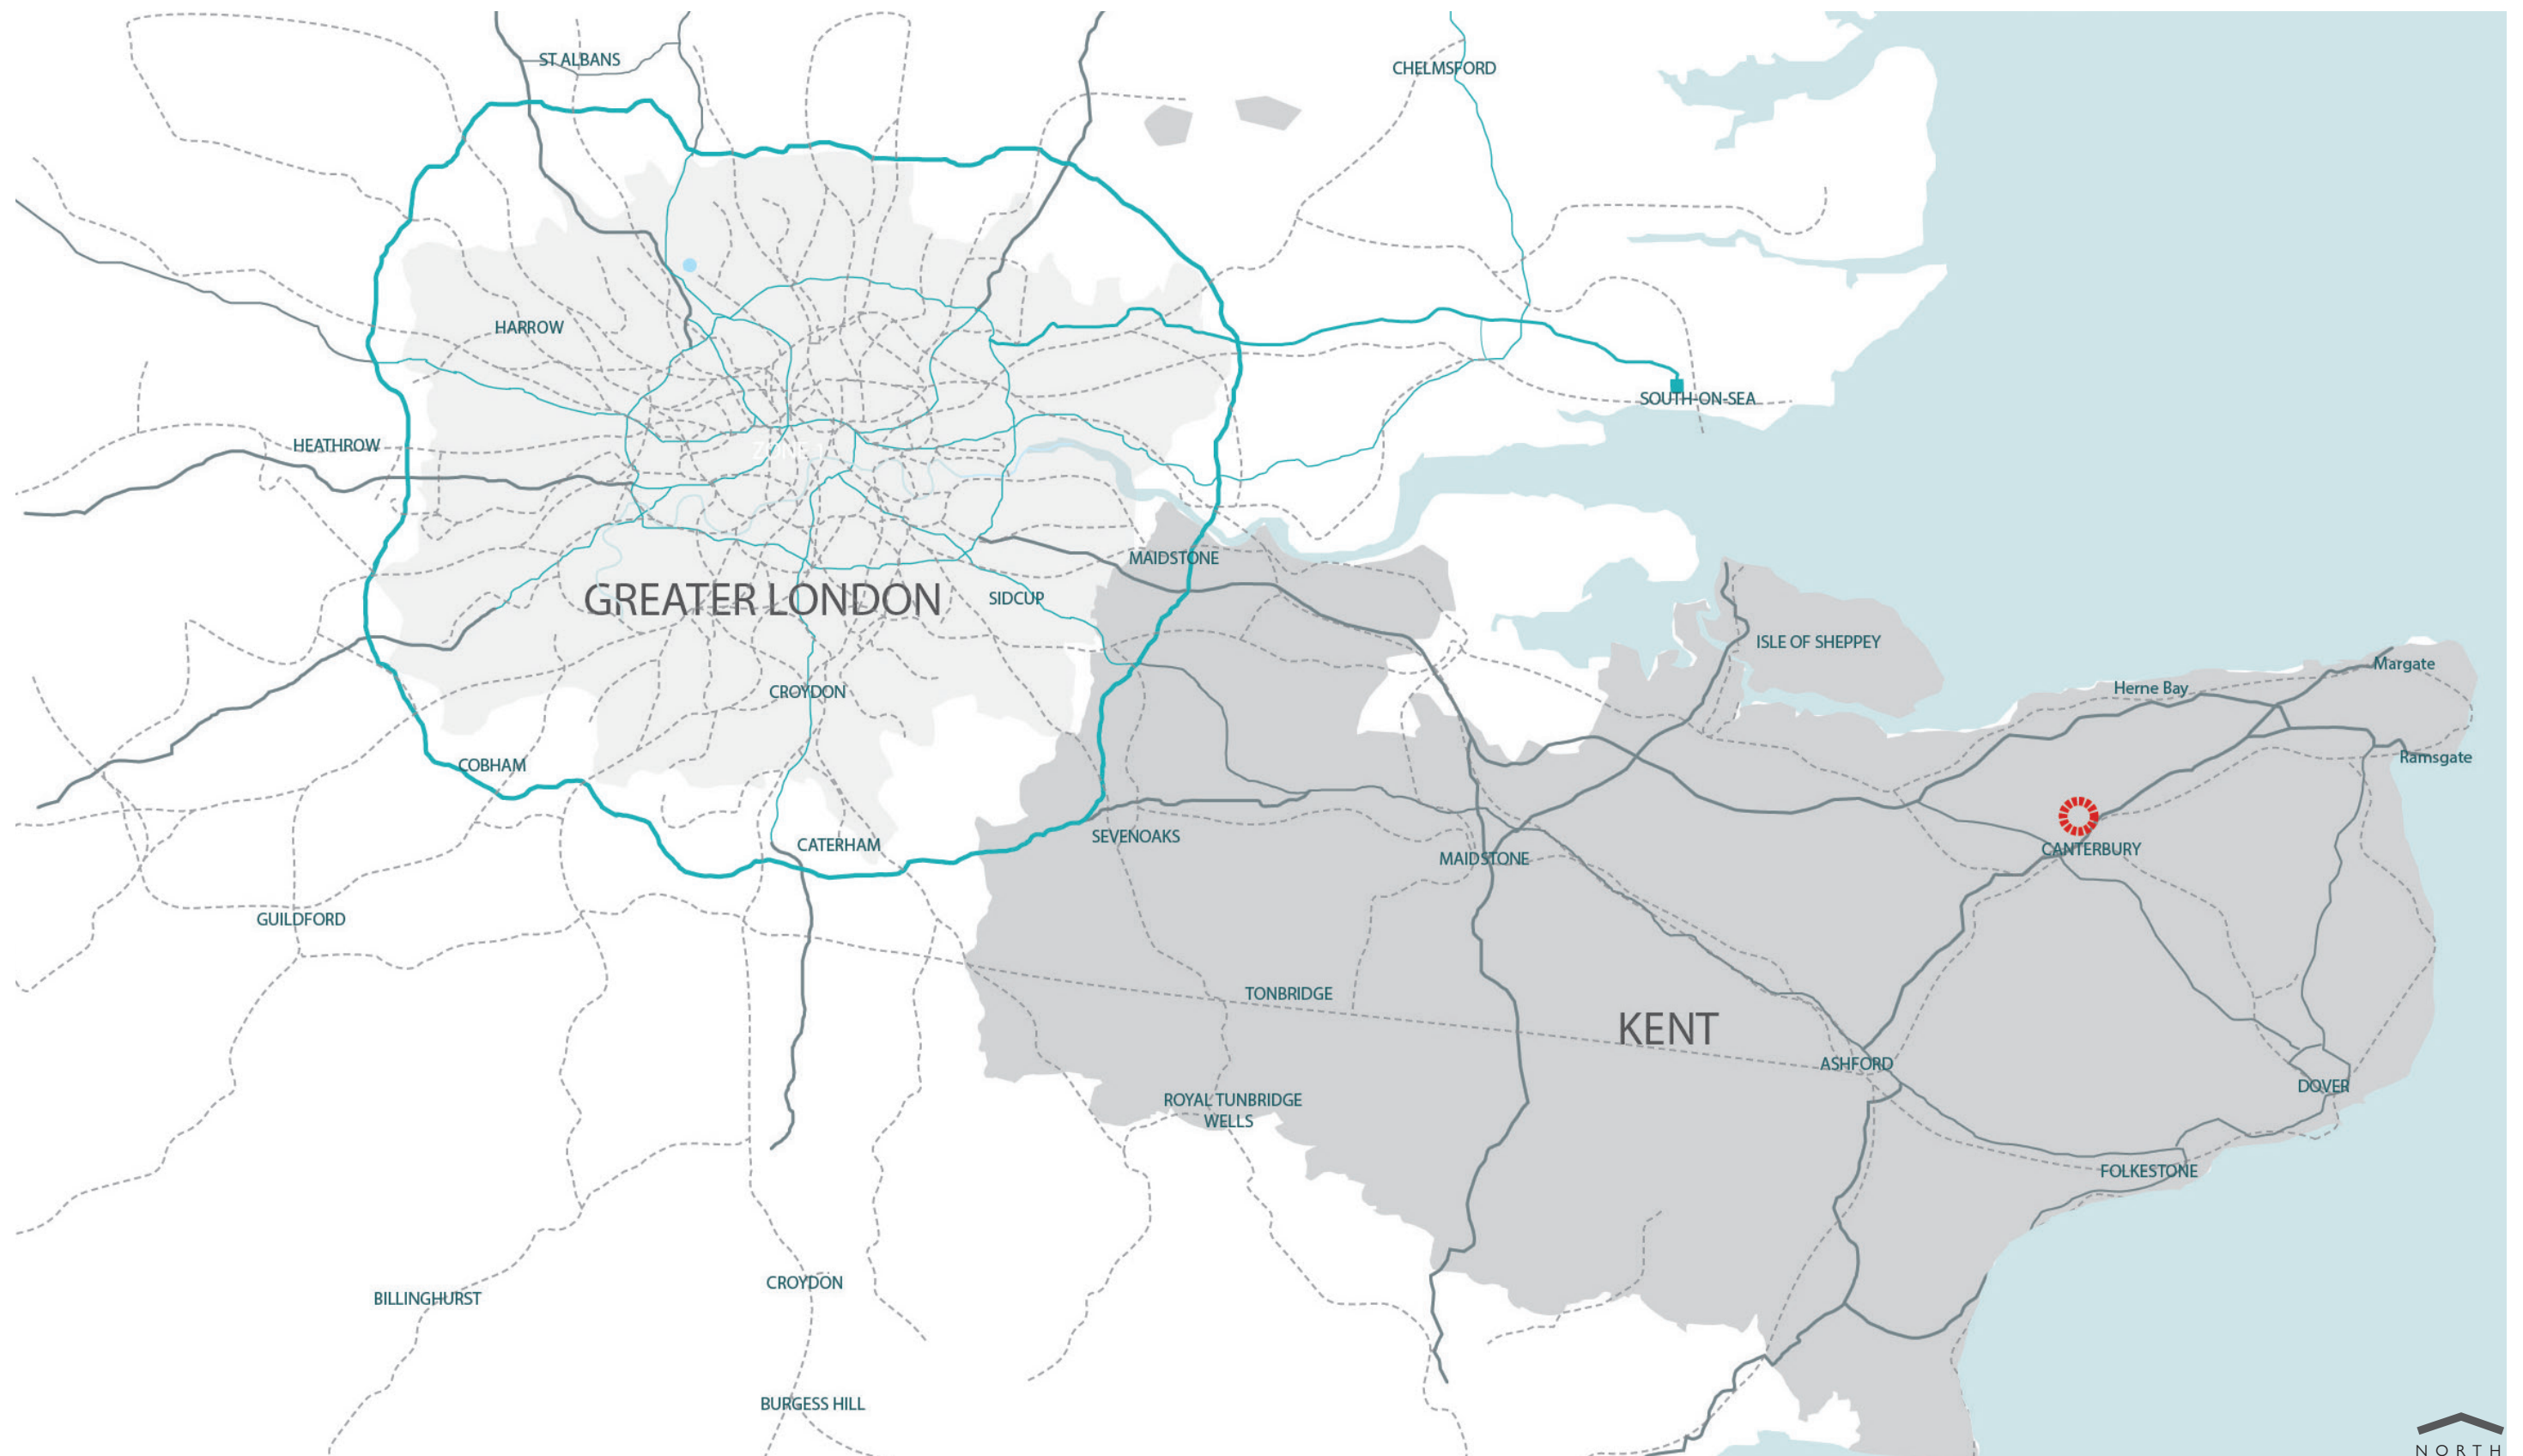 ST ALBANS
CHELMSFORD
HARROW
SOUTH-ON-SEA
HEATHROW
ZONE 1
MAIDSTONE
GREATER LONDON
SIDCUP
ISLE OF SHEPPEY
Margate
Herne Bay
CROYDON
Ramsgate
COBHAM
SEVENOAKS
CATERHAM
CANTERBURY
MAIDSTONE
GUILDFORD
TONBRIDGE
KENT
ASHFORD
DOVER
ROYAL TUNBRIDGE
WELLS
FOLKESTONE
CROYDON
BILLINGHURST
BURGESS HILL
NORTH